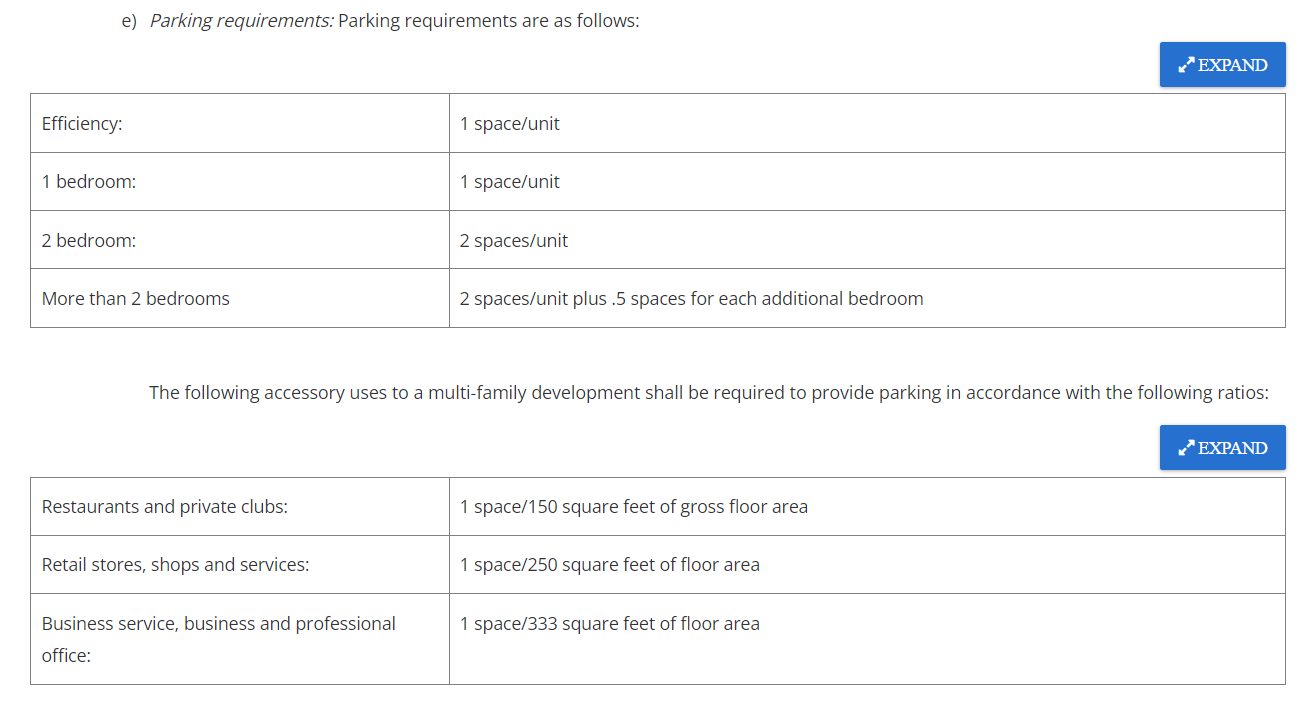 e) Parking requirements: Parking requirements are as follows:
EXPAND
Efficiency: 1 space/unit
1 bedroom: 1 space/unit
2 bedroom: 2 spaces/unit
More than 2 bedrooms 2 spaces/unit plus .5 spaces for each additional bedroom
The following accessory uses to a multi-family development shall be required to provide parking in accordance with the following ratios:
EXPAND
Restaurants and private clubs: 1 space/150 square feet of gross floor area
Retail stores, shops and services: 1 space/250 square feet of floor area
Business service, business and professional 1 space/333 square feet of floor area
office: